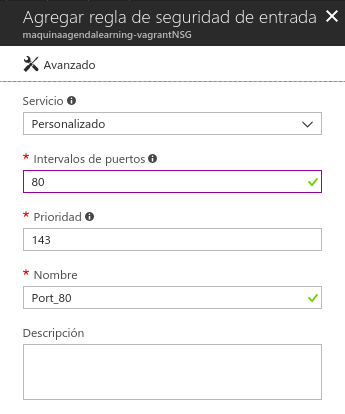 Agregar regla de seguridad de entrada
maquinaagendalearning-vagrantNSG
Avanzado
Servicio
Personalizado
* Intervalos de puertos
80
* Prioridad
143
* Nombre
Port_80
Descripción